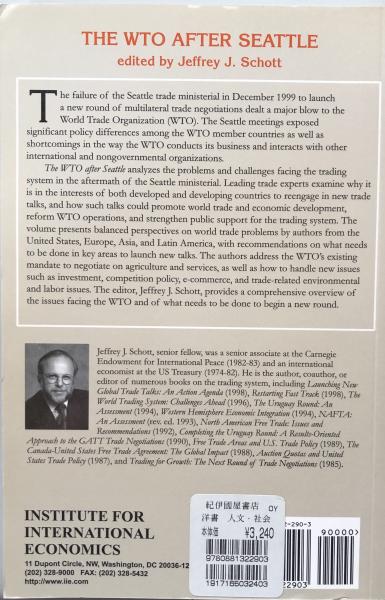 THE WTO AFTER SEATTLE
edited by Jeffrey J. Schott
The failure of the Seattle trade ministerial in December 1999 to launch
a new round of multilateral trade negotiations dealt a major blow to the
World Trade Organization (WTO). The Seattle meetings exposed
significant policy differences among the WTO member countries as well as
shortcomings in the way the WTO conducts its business and interacts with other
international and nongovernmental organizations.
The WTO after Seattle analyzes the problems and challenges facing the trading
system in the aftermath of the Seattle ministerial. Leading trade experts examine why it
is in the interests of both developed and developing countries to reengage in new trade
talks, and how such talks could promote world trade and economic development,
reform WTO operations, and strengthen public support for the trading system. The
volume presents balanced perspectives on world trade problems by authors from the
United States, Europe, Asia, and Latin America, with recommendations on what needs
to be done in key areas to launch new talks. The authors address the WTO's existing
mandate to negotiate on agriculture and services, as well as how to handle new issues
such as investment, competition policy, e-commerce, and trade-related environmental
and labor issues. The editor, Jeffrey J. Schott, provides a comprehensive overview of
the issues facing the WTO and of what needs to be done to begin a new round.
Jeffrey J. Schott, senior fellow, was a senior associate at the Carnegie
Endowment for International Peace (1982-83) and an international
economist at the US Treasury (1974-82). He is the author, coauthor, or
editor of numerous books on the trading system, including Launching New
Global Trade Talks: An Action Agenda (1998), Restarting Fast Track (1998), The
World Trading System: Challenges Ahead (1996), The Uruguay Round: An
Assessment (1994), Western Hemisphere Economic Integration (1994), NAFTA:
An Assessment (rev. ed. 1993), North American Free Trade: Issues and
Recommendations (1992), Completing the Uruguay Round: A Results-Oriented
Approach to the GATT Trade Negotiations (1990), Free Trade Areas and U.S. Trade Policy (1989), The
Canada-United States Free Trade Agreement: The Global Impact (1988), Auction Quotas and United
States Trade Policy (1987), and Trading for Growth: The Next Round of Trade Negotiations (1985).
INSTITUTE FOR
INTERNATIONAL
ECONOMICS
11 Dupont Circle, NW, Washington, DC 20036-12
(202) 328-9000 FAX: (202) 328-5432
http://www.iie.com
紀伊國屋書店 OY
洋書 人文・社会
本体価 ¥3,240
9780881322903
1917186032403
2-290-3
90000
22903